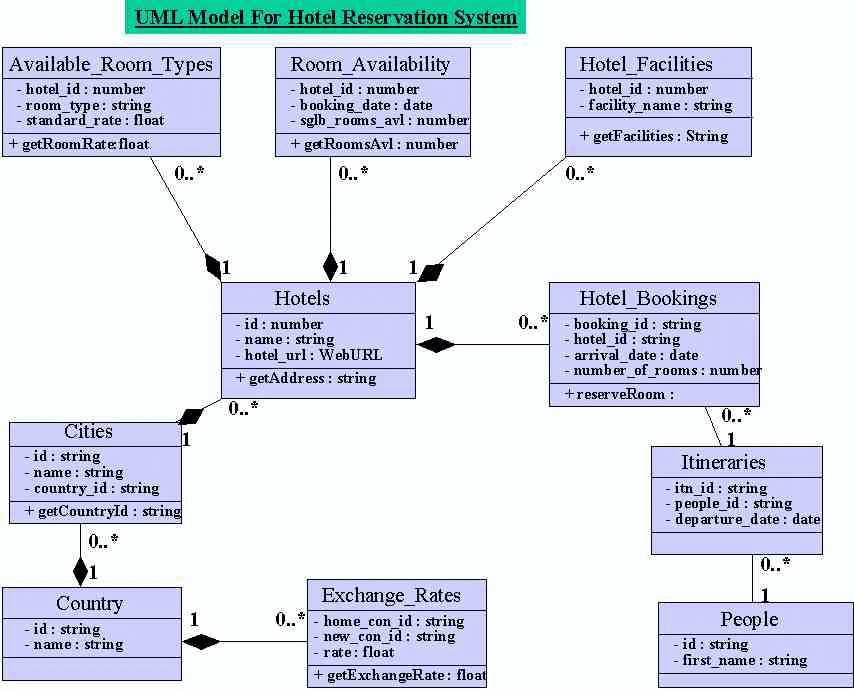 UML Model For Hotel Reservation System
Available_Room_Types
- hotel_id : number
- room_type : string
- standard_rate : float
+ getRoomRate:float
Room_Availability
- hotel_id : number
- booking_date : date
- sglb_rooms_avl : number
+ getRoomsAvl : number
Hotel_Facilities
- hotel_id : number
- facility_name : string
+ getFacilities : String
0..*
0..*
0..*
1
1
1
Hotels
- id : number
- name : string
- hotel_url : WebURL
+ getAddress : string
1
0..*
Hotel_Bookings
- booking_id : string
- hotel_id : string
- arrival_date : date
- number_of_rooms : number
+ reserveRoom :
0..*
1
Cities
- id : string
- name : string
- country_id : string
+ getCountryId : string
0..*
1
Itineraries
- itn_id : string
- people_id : string
- departure_date : date
0..*
1
0..*
1
Country
- id : string
- name : string
1
0..*
Exchange_Rates
- home_con_id : string
- new_con_id : string
- rate : float
+ getExchangeRate : float
People
- id : string
- first_name : string